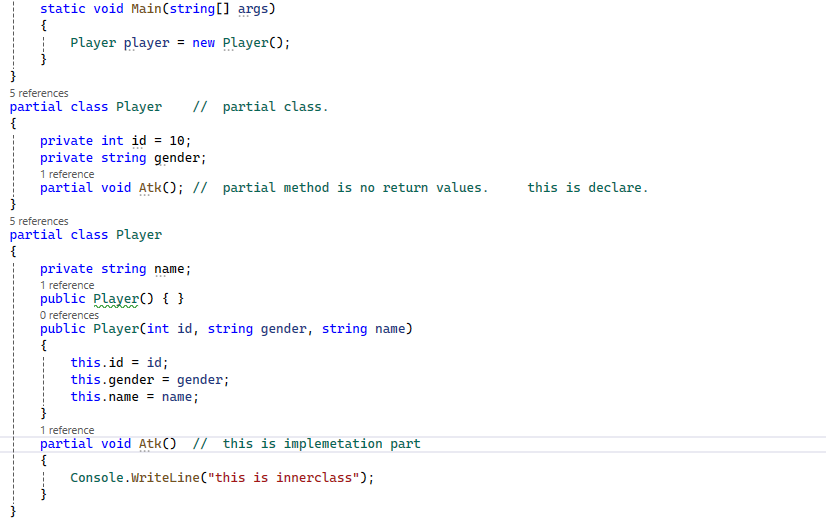 static void Main(string[] args)
{
Player player = new Player();
}
}
5 references
partial class Player // partial class.
{
private int id = 10;
private string gender;
1 reference
partial void Atk(); // partial method is no return values. this is declare.
}
5 references
partial class Player
{
private string name;
1 reference
public Player() { }
0 references
public Player(int id, string gender, string name)
{
this.id = id;
this.gender = gender;
this.name = name;
}
1 reference
partial void Atk() // this is implemetation part
{
Console.WriteLine("this is innerclass");
}
}